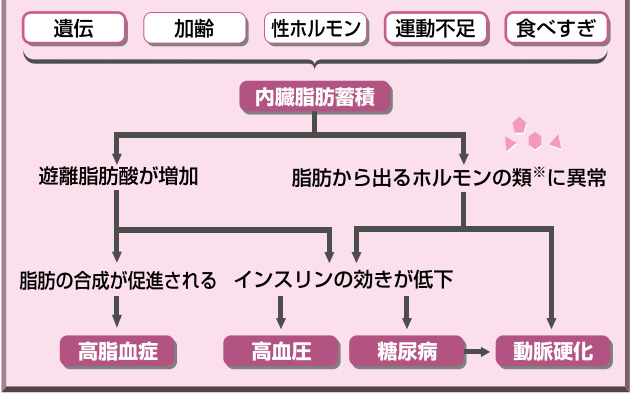 遺伝
加齢
性ホルモン
運動不足
食べすぎ
内臓脂肪蓄積
遊離脂肪酸が増加
脂肪から出るホルモンの類※に異常
脂肪の合成が促進される
インスリンの効きが低下
高脂血症
高血圧
糖尿病
動脈硬化